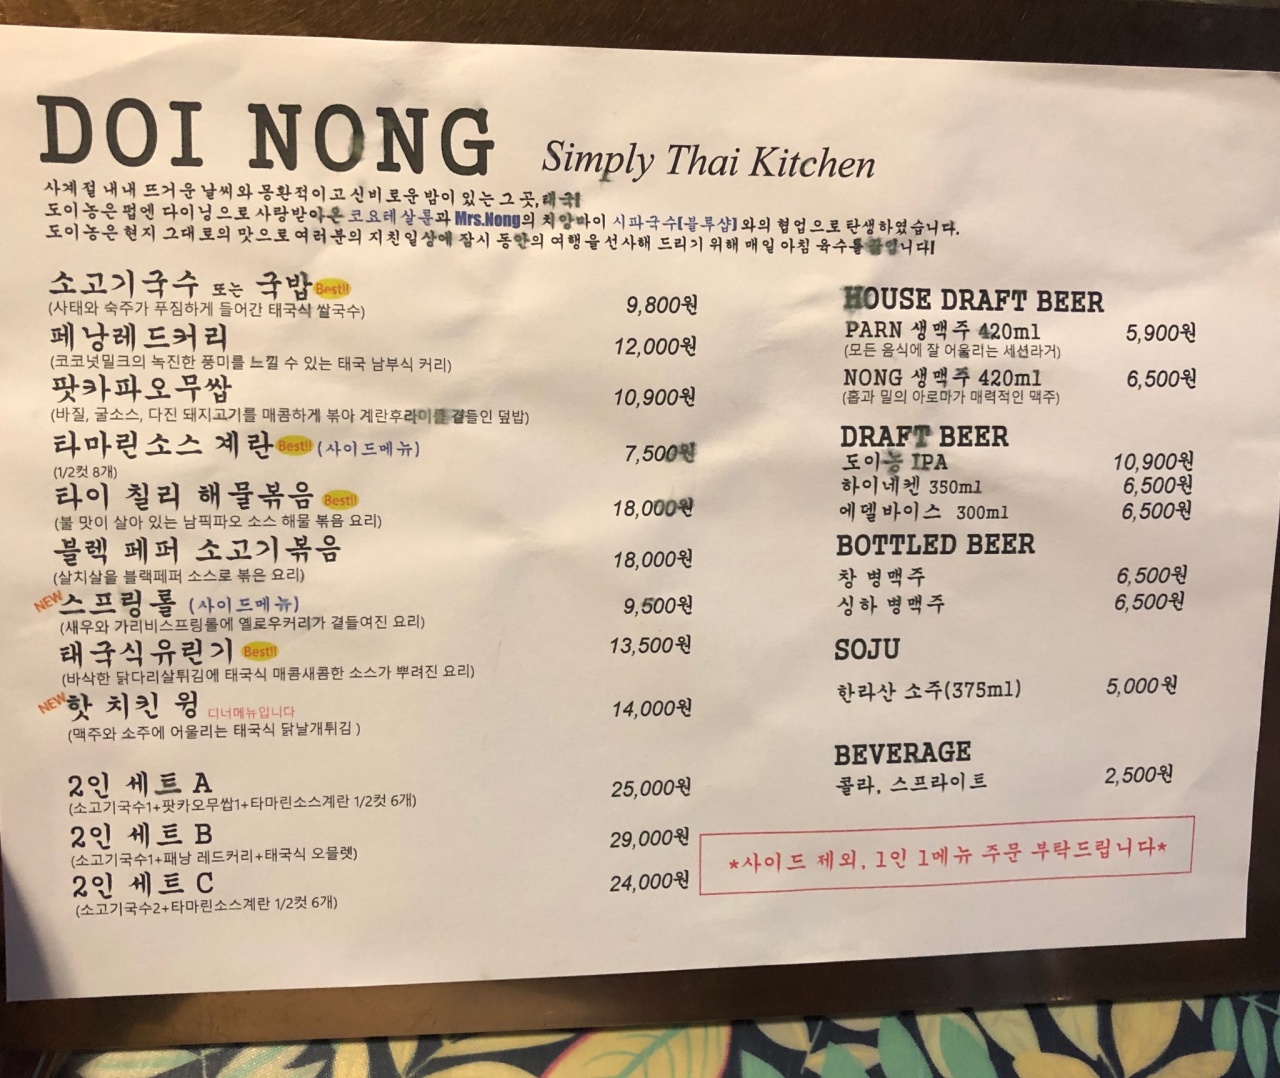 DOI NONG Simply Thai Kitchen
사계절 내내 뜨거운 날씨와 몽환적이고 신비로운 밤이 있는 그 곳, 태국!
도이농은 펍엔 다이닝으로 사랑받아온 코요테살룬과 Mrs.Nong의 치앙마이 시파국수(블루샵) 와의 협업으로 탄생하였습니다.
도이농은 현지 그대로의 맛으로 여러분의 지친일상에 잠시 동안의 여행을 선사해 드리기 위해 매일 아침 육수를 끓입니다!
소고기국수 또는 국밥 Best!! 9,800원
(사태와 숙주가 푸짐하게 들어간 태국식 쌀국수)
페낭레드커리 12,000원
(코코넛밀크의 녹진한 풍미를 느낄 수 있는 태국 남부식 커리)
팟카파오무쌉 10,900원
(바질, 굴소스, 다진 돼지고기를 매콤하게 볶아 계란후라이를 곁들인 덮밥)
타마린소스 계란 Best!! (사이드메뉴) 7,500원
(1/2컷 8개)
타이 칠리 해물볶음 Best!! 18,000원
(불 맛이 살아 있는 남픽파오 소스 해물 볶음 요리)
블렉 페퍼 소고기볶음 18,000원
(살치살을 블랙페퍼 소스로 볶은 요리)
NEW 스프링롤 (사이드메뉴) 9,500원
(새우와 가리비스프링롤에 옐로우커리가 곁들여진 요리)
태국식유린기 Best!! 13,500원
(바삭한 닭다리살튀김에 태국식 매콤새콤한 소스가 뿌려진 요리)
NEW 핫 치킨 윙 디너메뉴입니다 14,000원
(맥주와 소주에 어울리는 태국식 닭날개튀김 )
2인 세트 A 25,000원
(소고기국수1+팟카오무쌉1+타마린소스계란 1/2컷 6개)
2인 세트 B 29,000원
(소고기국수1+패낭 레드커리+태국식 오믈렛)
2인 세트 C 24,000원
(소고기국수2+타마린소스계란 1/2컷 6개)
HOUSE DRAFT BEER
PARN 생맥주 420ml 5,900원
(모든 음식에 잘 어울리는 세션라거)
NONG 생맥주 420ml 6,500원
(홉과 밀의 아로마가 매력적인 맥주)
DRAFT BEER
도이농 IPA 10,900원
하이네켄 350ml 6,500원
에델바이스 300ml 6,500원
BOTTLED BEER
창 병맥주 6,500원
싱하 병맥주 6,500원
SOJU
한라산 소주(375ml) 5,000원
BEVERAGE
콜라, 스프라이트 2,500원
*사이드 제외, 1인 1메뉴 주문 부탁드립니다*